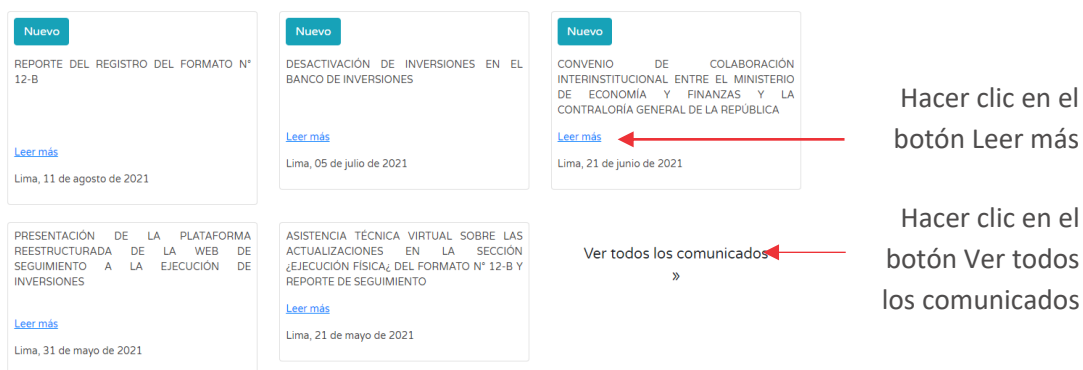 Nuevo
REPORTE DEL REGISTRO DEL FORMATO N°
12-B
Leer más
Lima, 11 de agosto de 2021
Nuevo
DESACTIVACIÓN DE INVERSIONES EN EL
BANCO DE INVERSIONES
Leer más
Lima, 05 de julio de 2021
Nuevo
CONVENIO DE COLABORACIÓN
INTERINSTITUCIONAL ENTRE EL MINISTERIO
DE ECONOMÍA Y FINANZAS Y LA
CONTRALORÍA GENERAL DE LA REPÚBLICA
Leer más
Lima, 21 de junio de 2021
Hacer clic en el
botón Leer más
PRESENTACIÓN DE LA PLATAFORMA
REESTRUCTURADA DE LA WEB DE
SEGUIMIENTO A LA EJECUCIÓN DE
INVERSIONES
Leer más
Lima, 31 de mayo de 2021
ASISTENCIA TÉCNICA VIRTUAL SOBRE LAS
ACTUALIZACIONES EN LA SECCIÓN
¿EJECUCIÓN FÍSICA¿ DEL FORMATO N° 12-B Y
REPORTE DE SEGUIMIENTO
Leer más
Lima, 21 de mayo de 2021
Ver todos los comunicados
»
Hacer clic en el
botón Ver todos
los comunicados